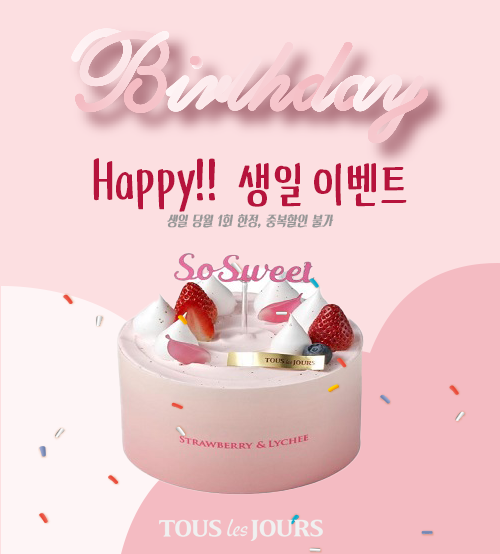 Birthday
Happy!! 생일 이벤트
생일 당월 1회 한정, 중복할인 불가
So Sweet
TOUS les JOURS
STRAWBERRY & LYCHEE
TOUS les JOURS